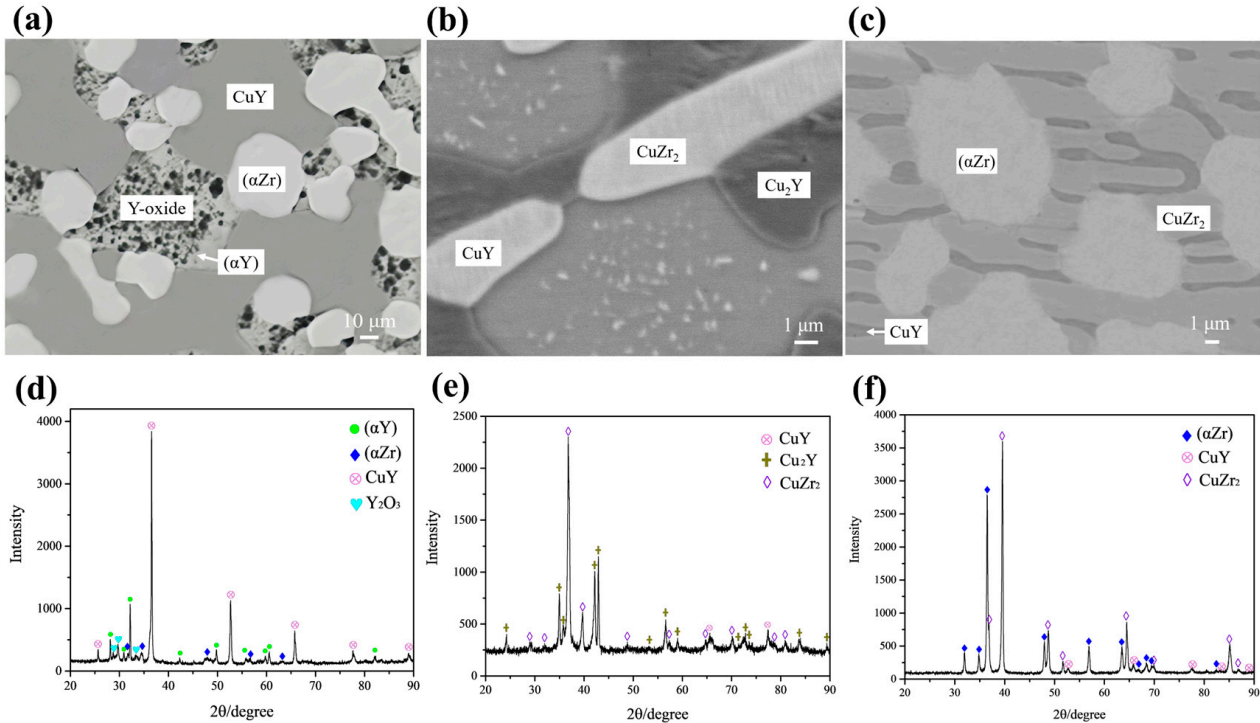 (a)
CuY
(αZr)
Y-oxide
(αY)
10 μm
(b)
CuZr₂
Cu₂Y
CuY
1 μm
(c)
(αZr)
CuZr₂
CuY
1 μm
(d)
4000
3000
2000
1000
0
Intensity
(αY)
(αZr)
CuY
Y₂O₃
20 30 40 50 60 70 80 90
2θ/degree
(e)
2500
2000
1500
1000
500
0
Intensity
CuY
Cu₂Y
CuZr₂
20 30 40 50 60 70 80 90
2θ/degree
(f)
4000
3500
3000
2500
2000
1500
1000
500
0
Intensity
(αZr)
CuY
CuZr₂
20 30 40 50 60 70 80 90
2θ/degree